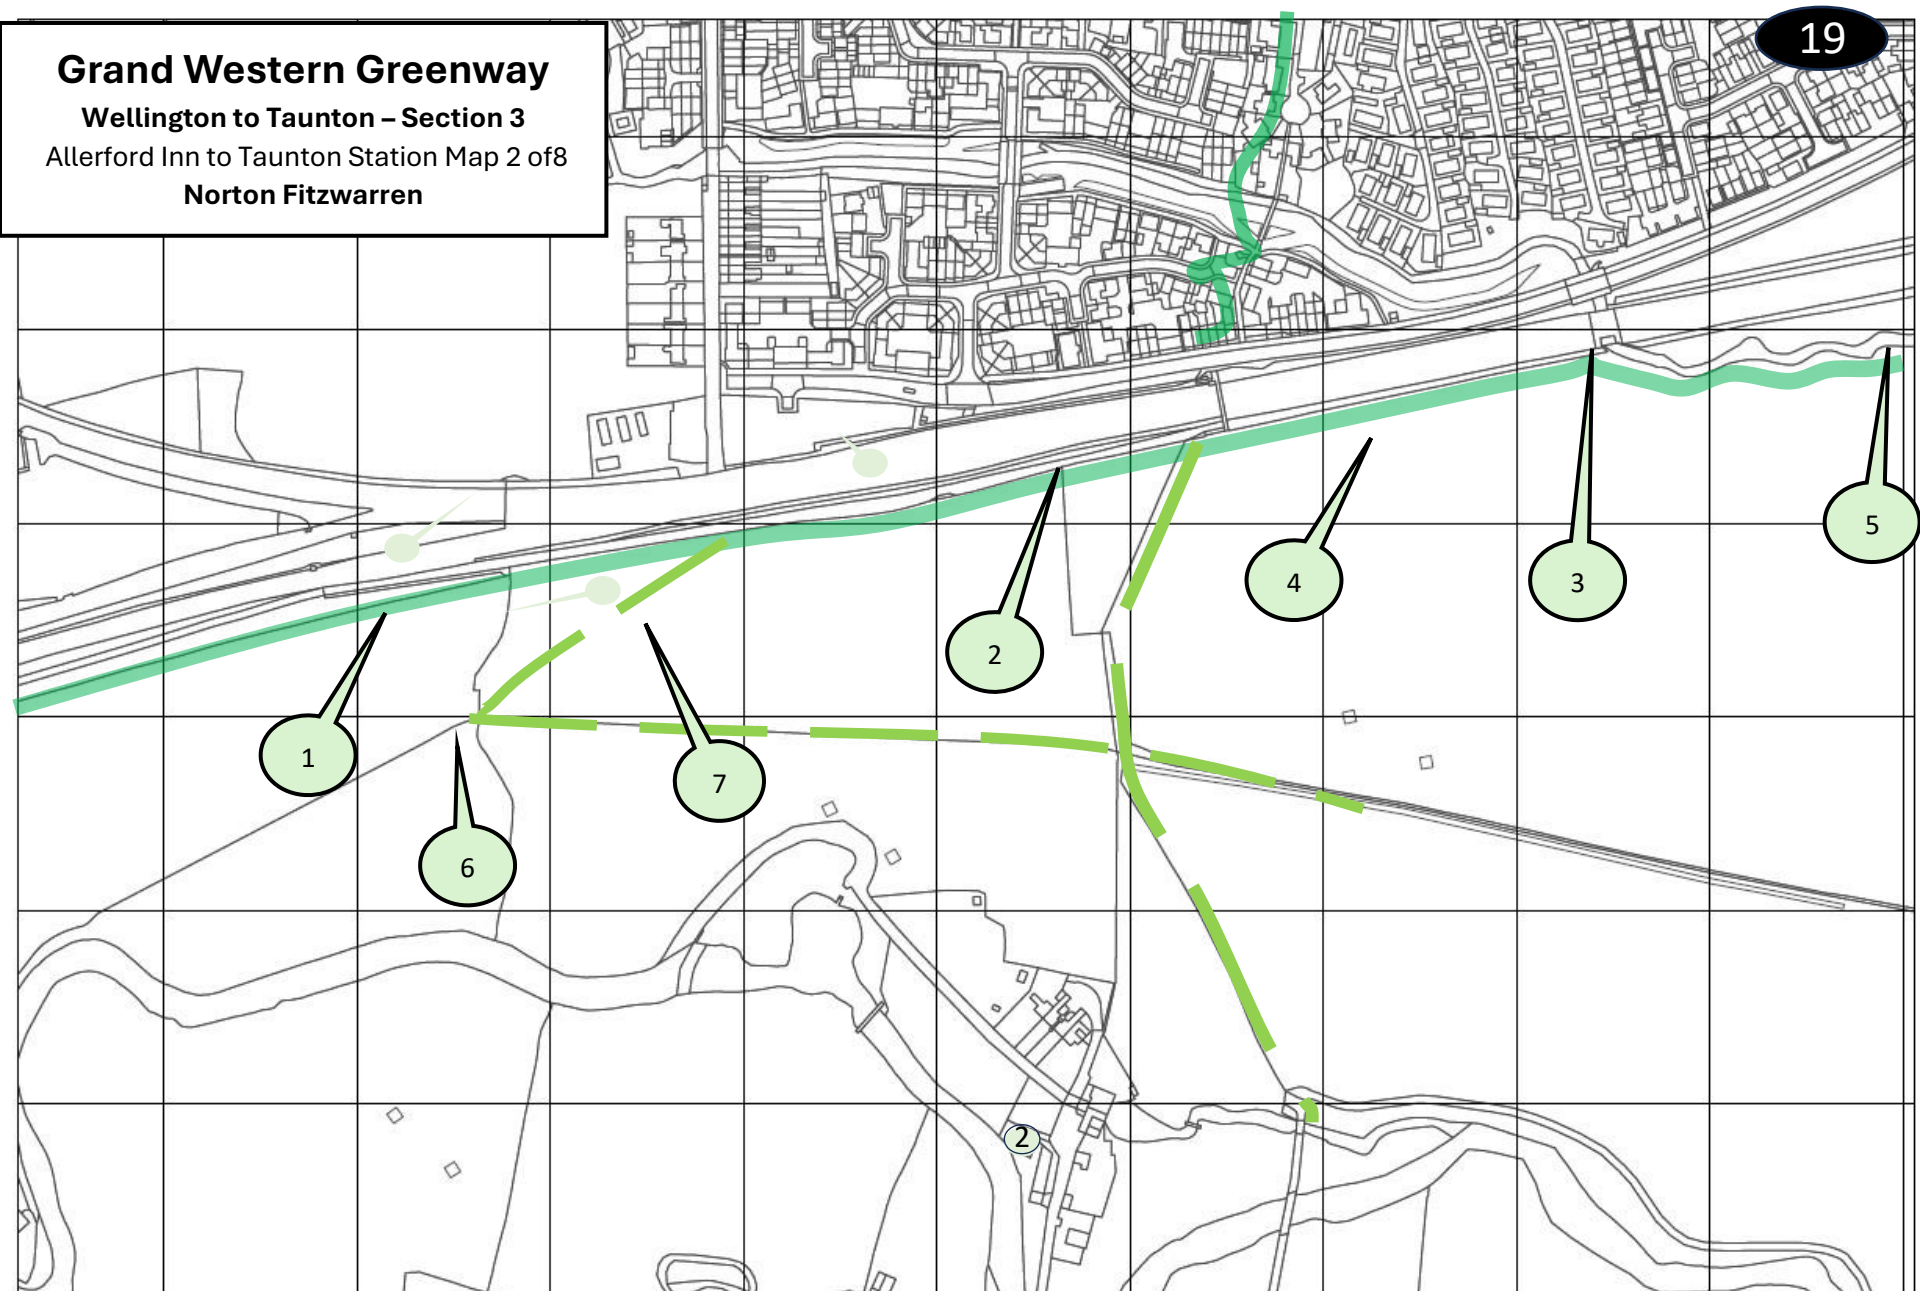 Grand Western Greenway
Wellington to Taunton – Section 3
Allerford Inn to Taunton Station Map 2 of8
Norton Fitzwarren
19
5
4
3
2
1
7
6
2